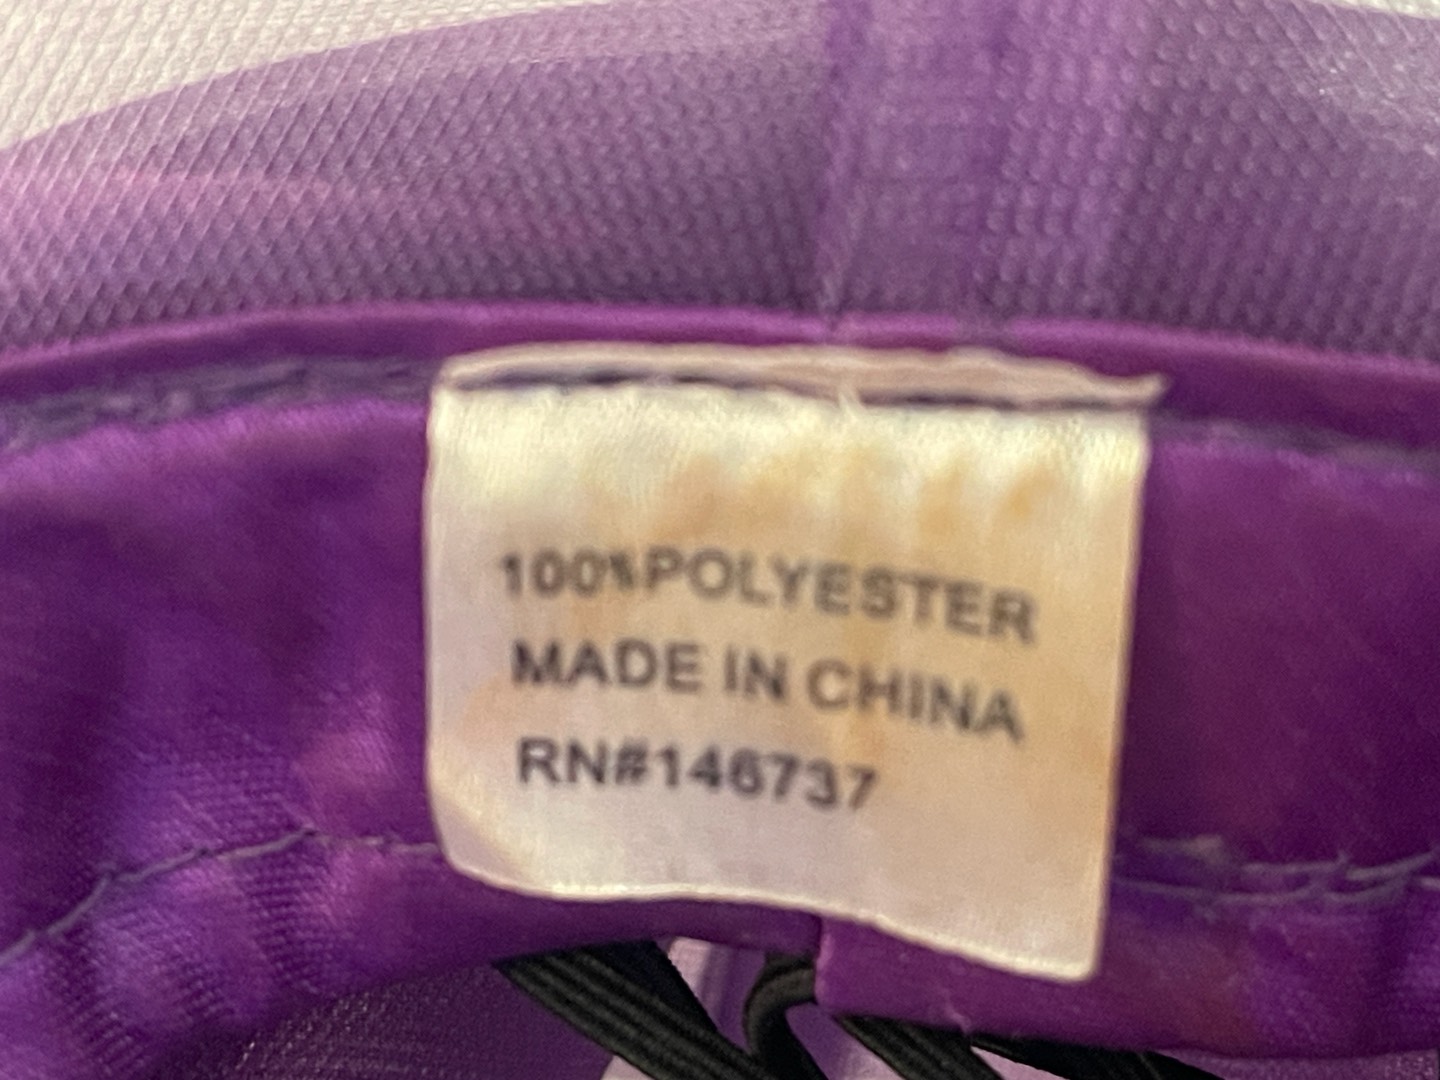 100%POLYESTER
MADE IN CHINA
RN#146737